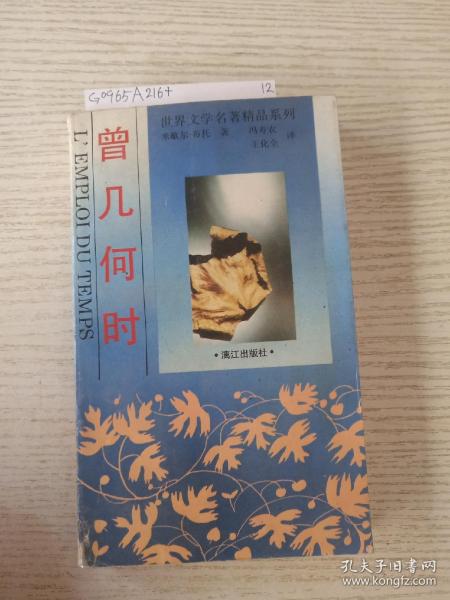 G0965A216+ 12
世界文学名著精品系列
米歇尔·布托 著 冯寿农
王化全 译
曾几何时
L'EMPLOI DU TEMPS
·漓江出版社·
孔夫子旧书网
www.kongfz.com